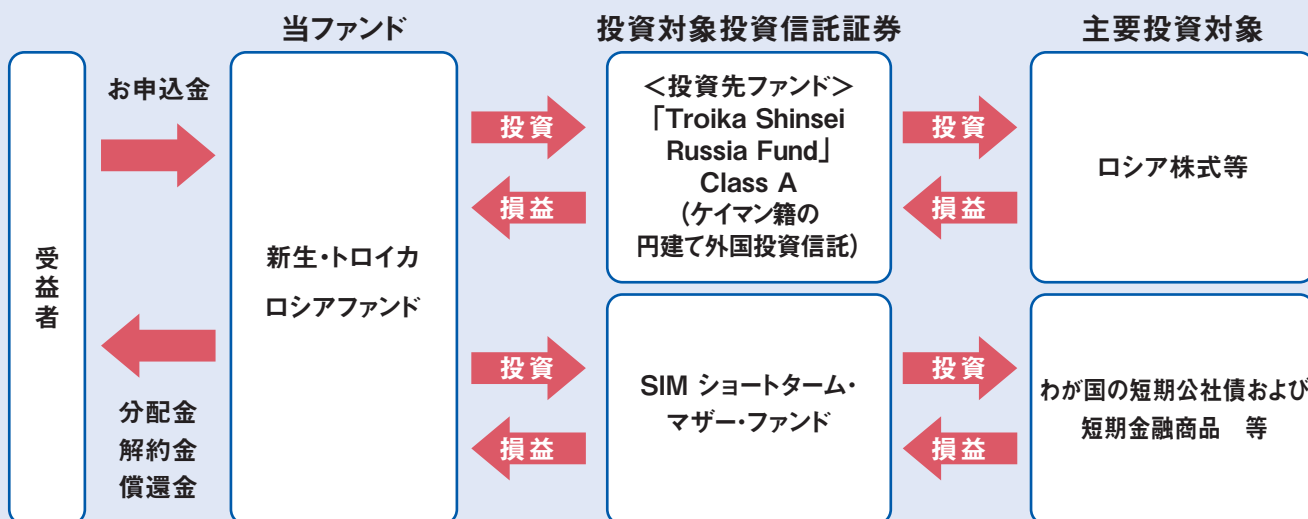 当ファンド
投資対象投資信託証券
主要投資対象
受益者
お申込金
分配金
解約金
償還金
新生・トロイカ
ロシアファンド
投資
損益
<投資先ファンド>
「Troika Shinsei
Russia Fund」
Class A
(ケイマン籍の
円建て外国投資信託)
投資
損益
ロシア株式等
投資
損益
SIM ショートターム・
マザー・ファンド
投資
損益
わが国の短期公社債および
短期金融商品　等